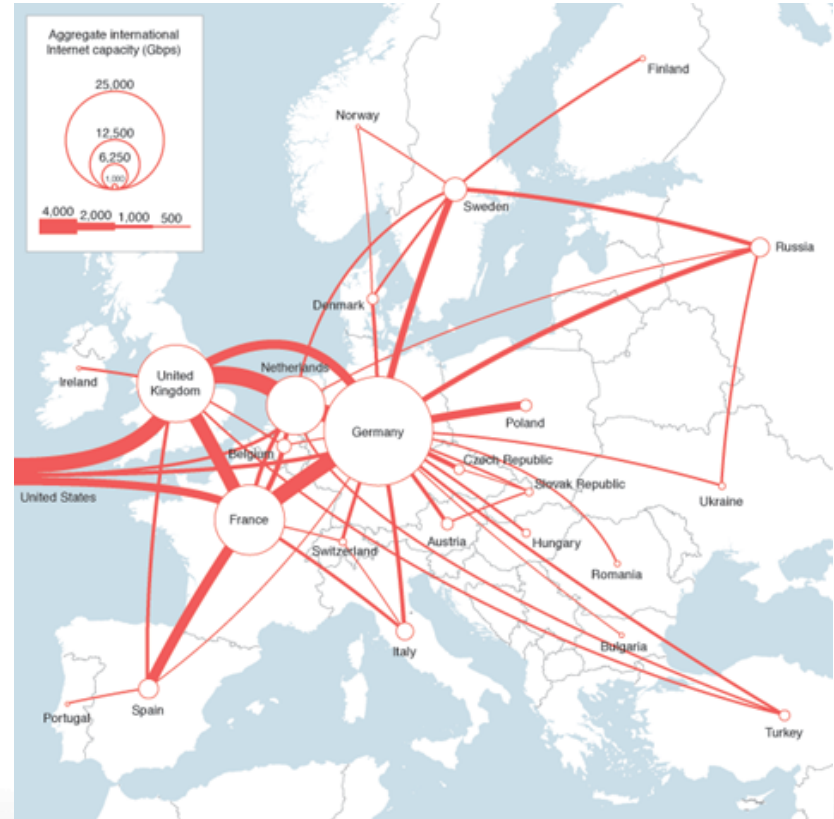 Aggregate international
Internet capacity (Gbps)
25,000
12,500
6,250
1,000
4,000 2,000 1,000 500
Finland
Norway
Sweden
Russia
Denmark
Netherlands
United
Kingdom
Ireland
Poland
Germany
Belgium
Czech Republic
Slovak Republic
United States
Ukraine
France
Switzerland
Austria
Hungary
Romania
Bulgaria
Italy
Spain
Portugal
Turkey